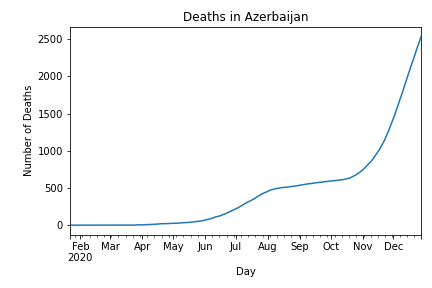 Deaths in Azerbaijan
Number of Deaths
2500
2000
1500
1000
500
0
Feb Mar Apr May Jun Jul Aug Sep Oct Nov Dec
2020
Day